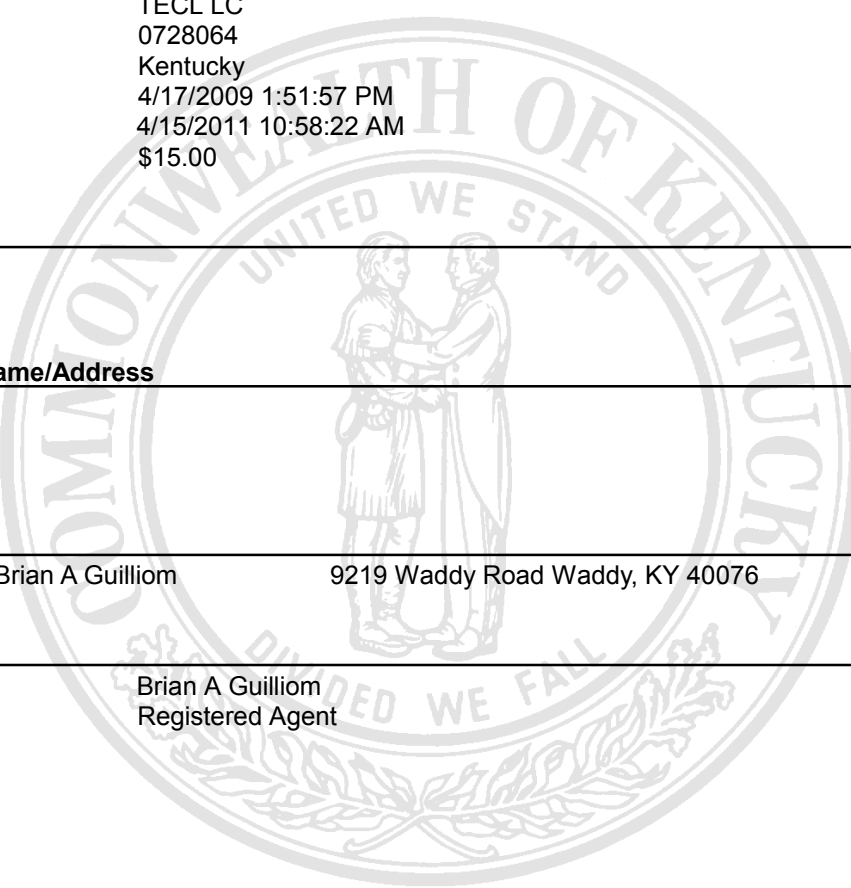 TECL LC
0728064
Kentucky
4/17/2009 1:51:57 PM
4/15/2011 10:58:22 AM
$15.00
COMMONWEALTH OF KENTUCKY
UNITED WE STAND
ame/Address
Brian A Guilliom 9219 Waddy Road Waddy, KY 40076
DIVIDED WE FALL
Brian A Guilliom
Registered Agent